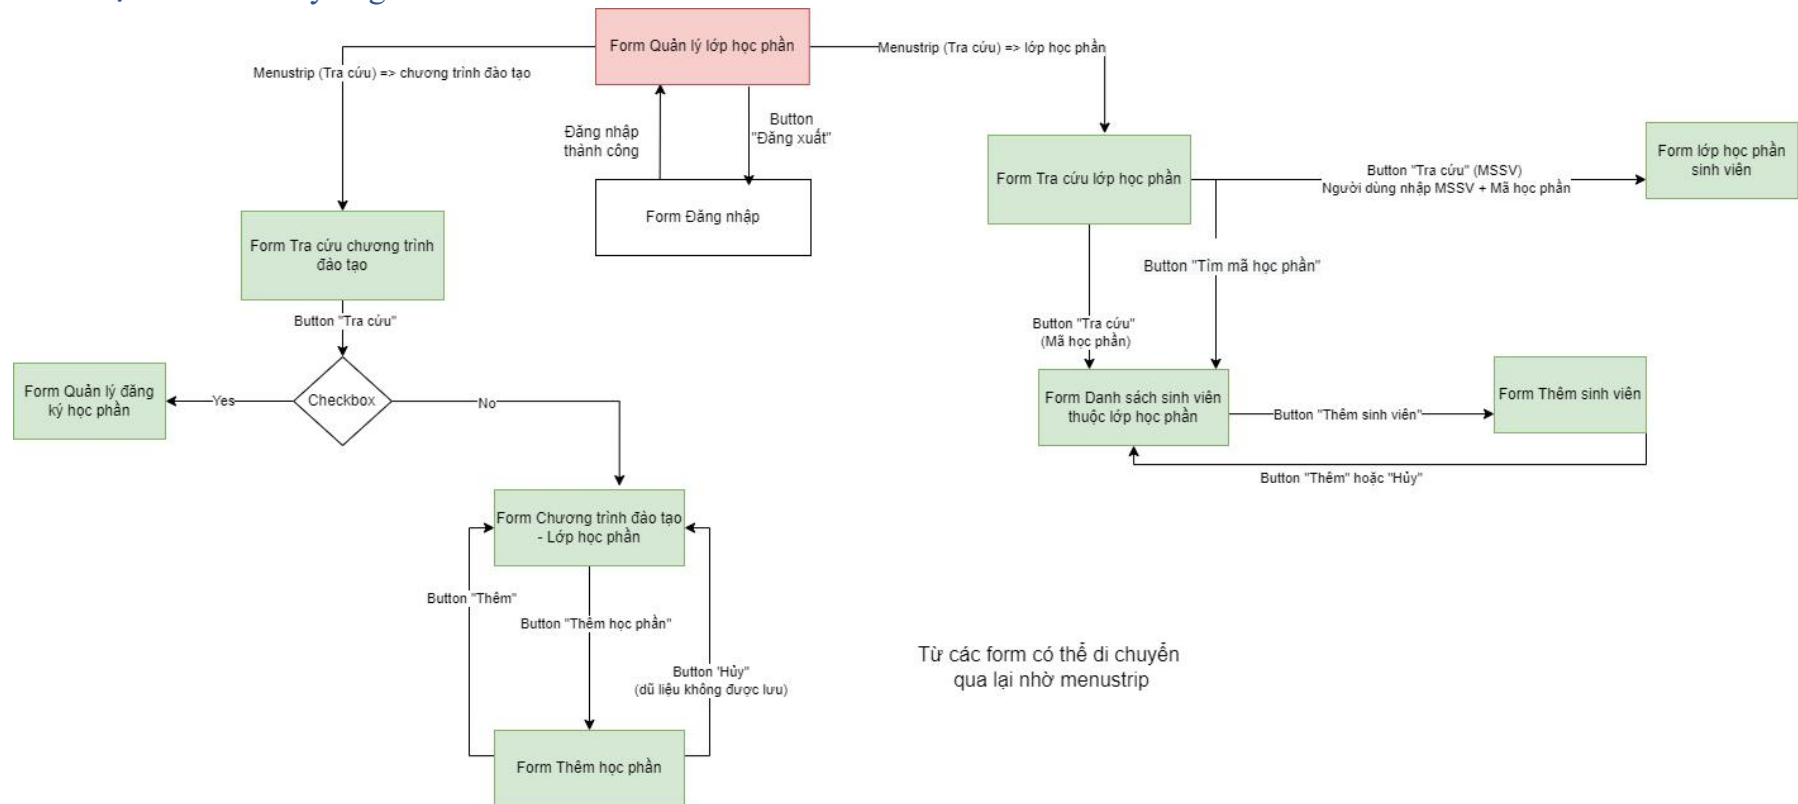 Form Quản lý lớp học phần
Menustrip (Tra cứu) => lớp học phần
Menustrip (Tra cứu) => chương trình đào tạo
Đăng nhập
thành công
Button
"Đăng xuất"
Form Đăng nhập
Form Tra cứu lớp học phần
Button "Tra cứu" (MSSV)
Người dùng nhập MSSV + Mã học phần
Form lớp học phần
sinh viên
Form Tra cứu chương trình
đào tạo
Button "Tìm mã học phần"
Button "Tra cứu"
Button "Tra cứu"
(Mã học phần)
Form Quản lý đăng
ký học phần
Yes
Checkbox
No
Form Danh sách sinh viên
thuộc lớp học phần
Button "Thêm sinh viên"
Form Thêm sinh viên
Button "Thêm" hoặc "Hủy"
Form Chương trình đào tạo
- Lớp học phần
Button "Thêm"
Button "Thêm học phần"
Button 'Hủy"
(dũ liệu không được lưu)
Từ các form có thể di chuyển
qua lại nhờ menustrip
Form Thêm học phần